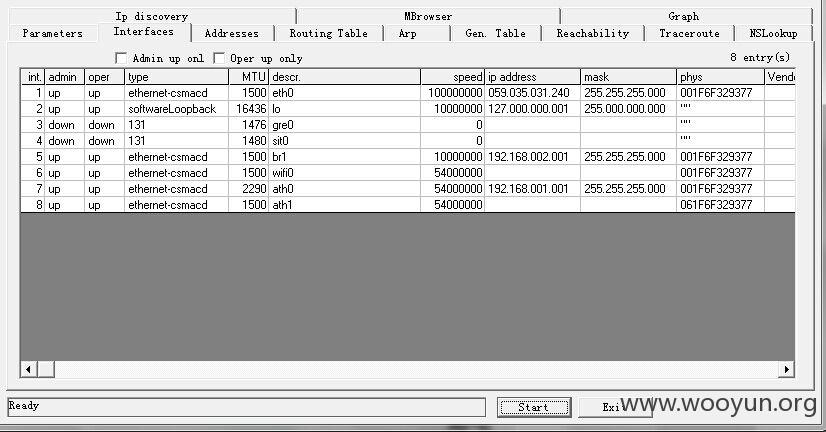 Ip discovery MBrowser Graph
Parameters Interfaces Addresses Routing Table Arp Gen. Table Reachability Traceroute NSLookup
Admin up onl Oper up only 8 entry(s)
int. admin oper type MTU descr. speed ip address mask phys Vend
1 up up ethernet-csmacd 1500 eth0 100000000 059.035.031.240 255.255.255.000 001F6F329377
2 up up softwareLoopback 16436 lo 10000000 127.000.000.001 255.000.000.000 ""
3 down down 131 1476 gre0 0 ""
4 down down 131 1480 sit0 0 ""
5 up up ethernet-csmacd 1500 br1 10000000 192.168.002.001 255.255.255.000 001F6F329377
6 up up ethernet-csmacd 1500 wifi0 54000000 001F6F329377
7 up up ethernet-csmacd 2290 ath0 54000000 192.168.001.001 255.255.255.000 001F6F329377
8 up up ethernet-csmacd 1500 ath1 54000000 061F6F329377
Ready Start Exi
www.wooyun.org